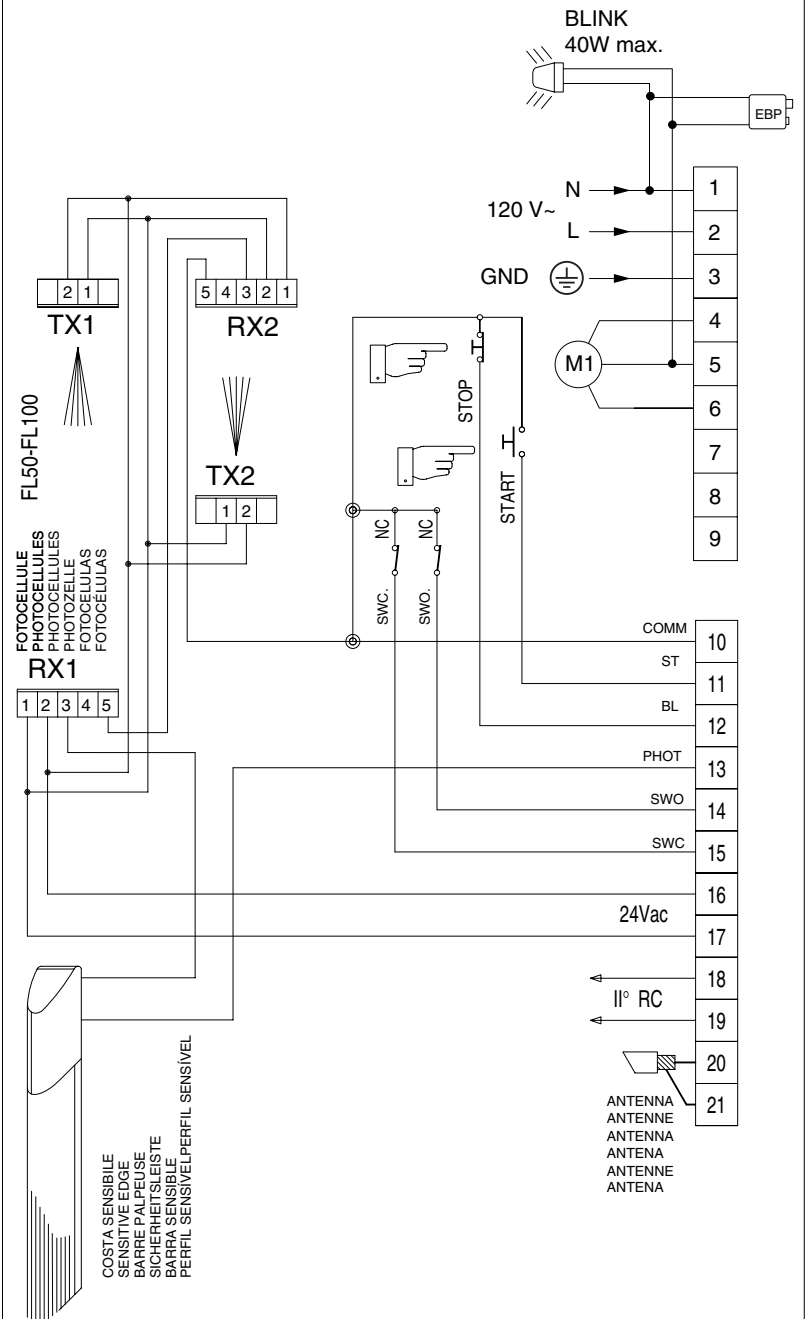 BLINK
40W max.
EBP
N
120 V~
L
GND
M1
1
2
3
4
5
6
7
8
9
2 1
TX1
5 4 3 2 1
RX2
FL50-FL100
TX2
1 2
STOP
START
NC
NC
SWC.
SWO.
FOTOCELLULE
PHOTOCELLULES
PHOTOCELLULES
PHOTOZELLE
FOTOCELULAS
FOTOCÉLULAS
RX1
1 2 3 4 5
COMM 10
ST 11
BL 12
PHOT 13
SWO 14
SWC 15
16
24Vac
17
18
II° RC
19
20
21
ANTENNA
ANTENNE
ANTENNA
ANTENA
ANTENNE
ANTENA
COSTA SENSIBILE
SENSITIVE EDGE
BARRE PALPEUSE
SICHERHEITSLEISTE
BARRA SENSIBLE
PERFIL SENSÍVELPERFIL SENSÍVEL